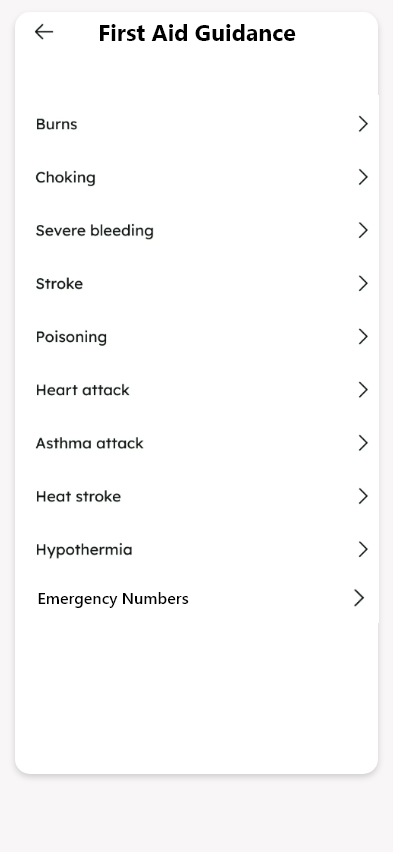 First Aid Guidance
Burns
Choking
Severe bleeding
Stroke
Poisoning
Heart attack
Asthma attack
Heat stroke
Hypothermia
Emergency Numbers